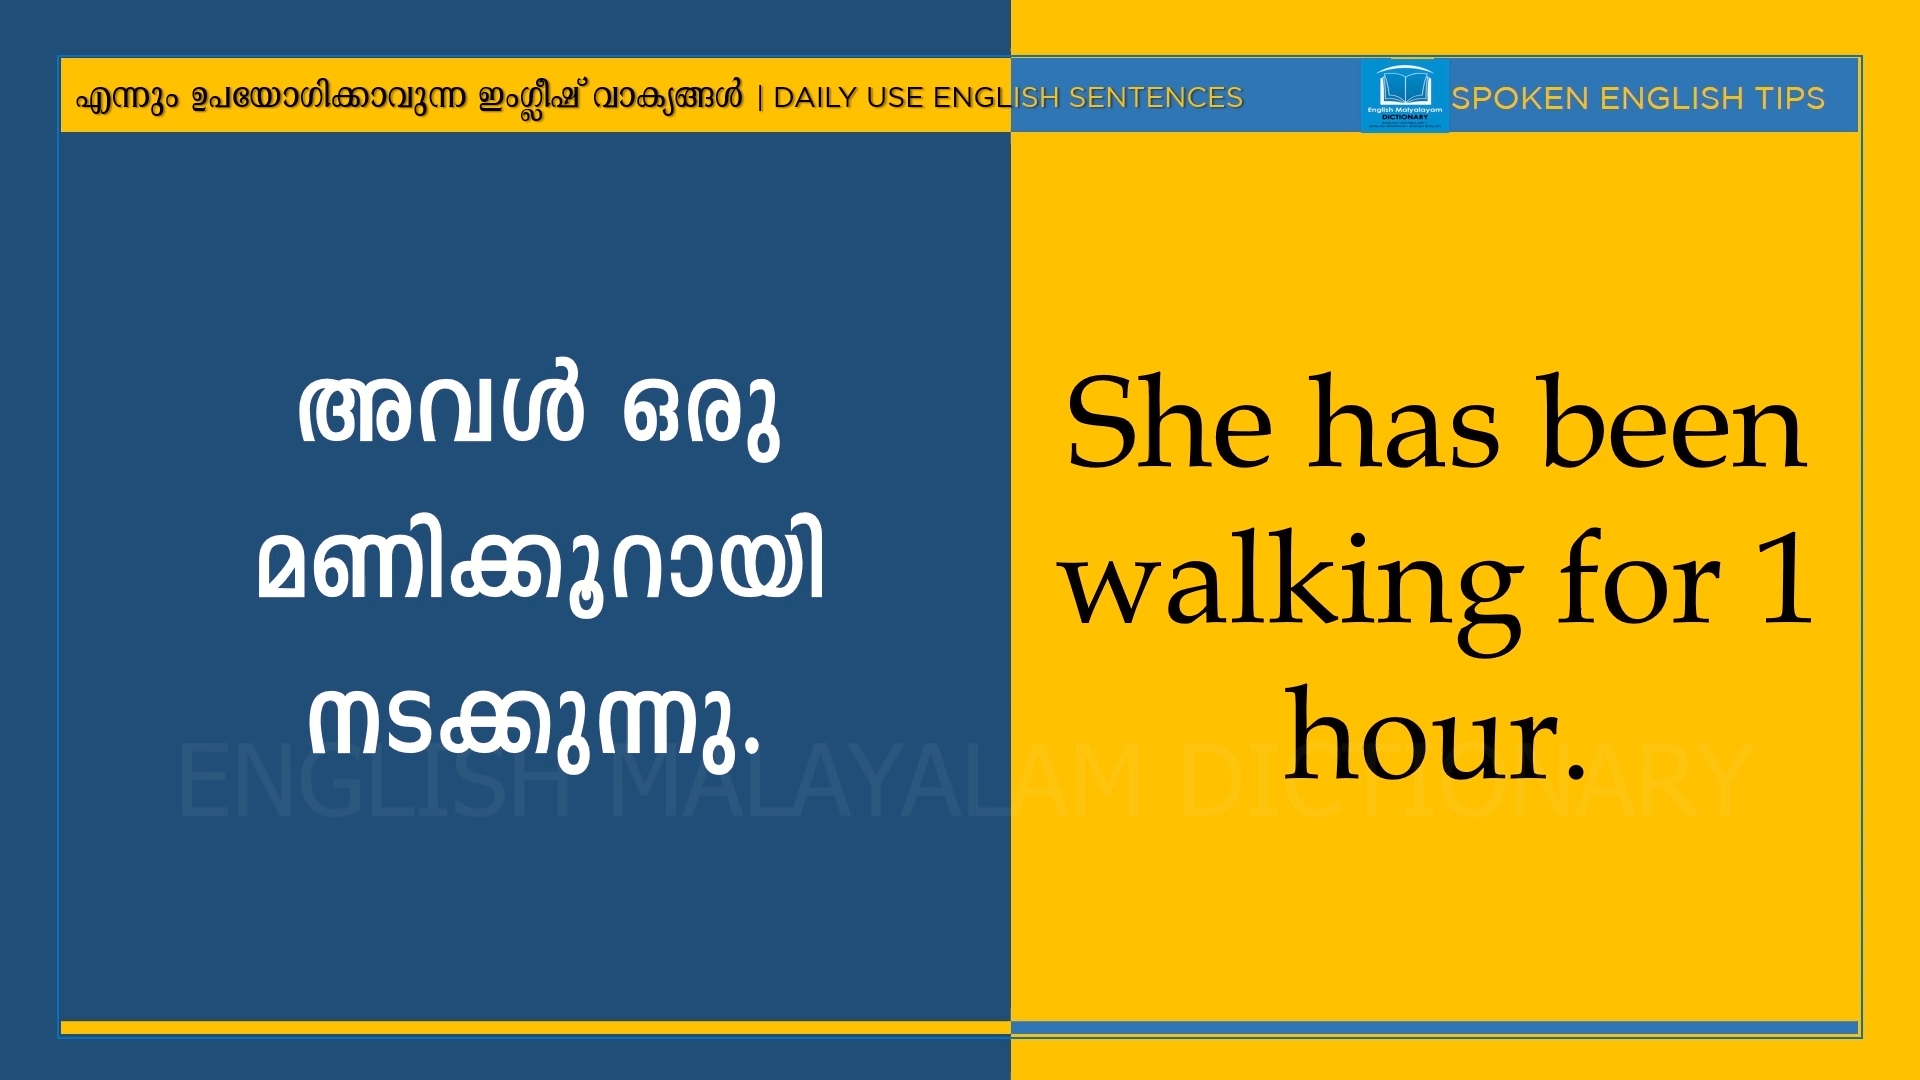 എന്നും ഉപയോഗിക്കാവുന്ന ഇംഗ്ലീഷ് വാക്യങ്ങൾ | DAILY USE ENGLISH SENTENCES
English Malyalayam
DICTIONARY
SPOKEN ENGLISH TIPS
അവൾ ഒരു
മണിക്കൂറായി
നടക്കുന്നു.
She has been
walking for 1
hour.
ENGLISH MALAYALAM DICTIONARY